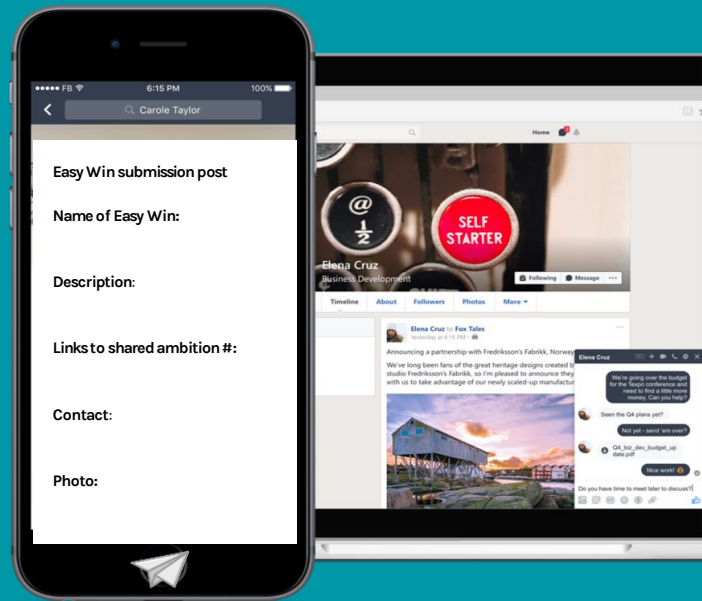 FB
6:15 PM
100%
Carole Taylor
Easy Win submission post
Name of Easy Win:
Description:
Links to shared ambition #:
Contact:
Photo:
Home
@
1/2
SELF
STARTER
Elena Cruz
Business Development
Following
Message
Timeline
About
Followers
Photos
More
Elena Cruz to Fox Tales
Yesterday at 6:15 PM
Announcing a partnership with Fredriksson's Fabrikk, Norway
We've long been fans of the great heritage designs created b
studio Fredriksson's Fabrikk, so I'm pleased to announce they
with us to take advantage of our newly scaled-up manufactur
Elena Cruz
We're going over the budget
for the Texpo conference and
need to find a little more
money. Can you help?
Seen the Q4 plans yet?
Not yet - send 'em over?
Q4_biz_dev_budget_up
date.pdf
Nice work!
Do you have time to meet later to discuss?